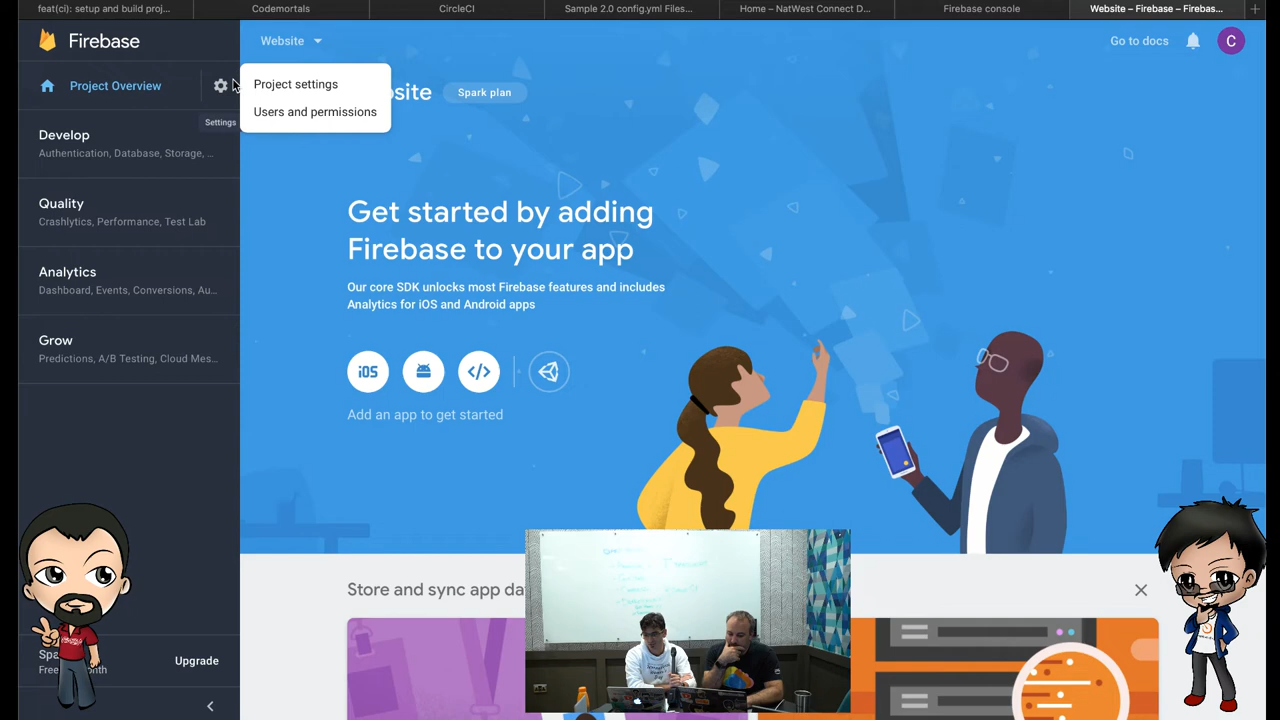 feat(ci): setup and build proj...
Codemortals
CircleCI
Sample 2.0 config.yml Files...
Home – NatWest Connect D...
Firebase console
Website – Firebase – Firebas...
Firebase
Website
Go to docs
C
Project Overview
Project settings
Users and permissions
Settings
site
Spark plan
Develop
Authentication, Database, Storage, ...
Quality
Crashlytics, Performance, Test Lab
Analytics
Dashboard, Events, Conversions, Au...
Grow
Predictions, A/B Testing, Cloud Mes...
Get started by adding
Firebase to your app
Our core SDK unlocks most Firebase features and includes
Analytics for iOS and Android apps
iOS
Add an app to get started
Store and sync app da
Spa
Free
onth
Upgrade